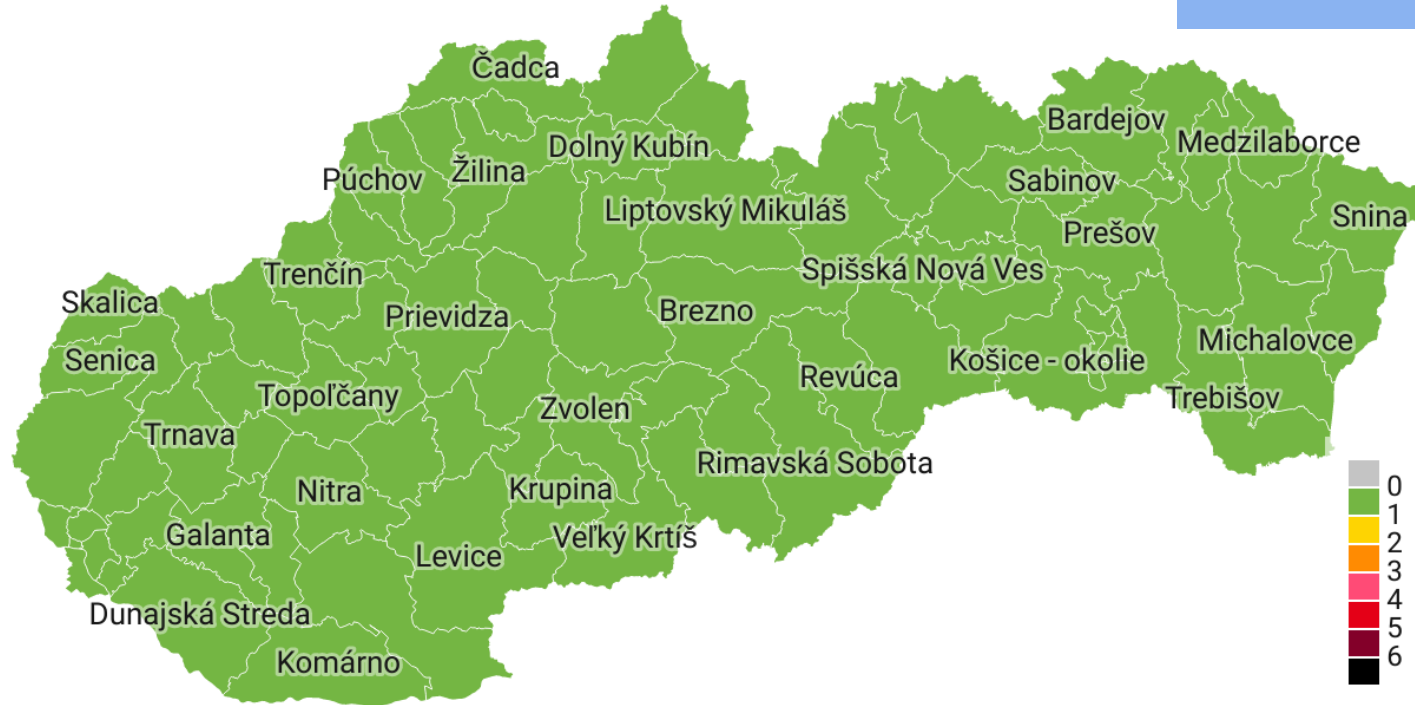 Čadca
Bardejov
Medzilaborce
Dolný Kubín
Púchov
Žilina
Sabinov
Liptovský Mikuláš
Snina
Prešov
Trenčín
Spišská Nová Ves
Skalica
Prievidza
Brezno
Senica
Michalovce
Košice - okolie
Revúca
Topoľčany
Trebišov
Zvolen
Trnava
Rimavská Sobota
Nitra
Krupina
Galanta
Veľký Krtíš
Levice
Dunajská Streda
Komárno
0
1
2
3
4
5
6